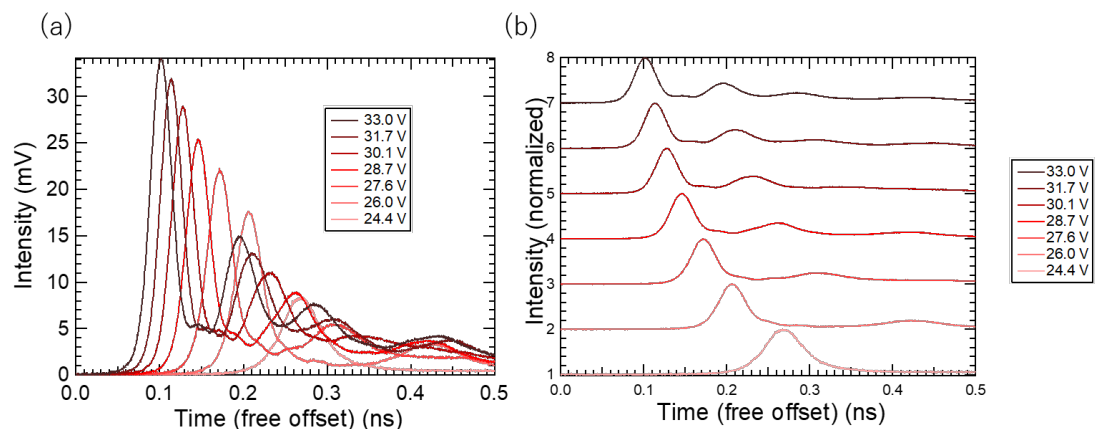 (a)
Intensity (mV)
30
25
20
15
10
5
0
33.0 V
31.7 V
30.1 V
28.7 V
27.6 V
26.0 V
24.4 V
0.0
0.1
0.2
0.3
0.4
0.5
Time (free offset) (ns)
(b)
Intensity (normalized)
8
7
6
5
4
3
2
1
0.0
0.1
0.2
0.3
0.4
0.5
Time (free offset) (ns)
33.0 V
31.7 V
30.1 V
28.7 V
27.6 V
26.0 V
24.4 V